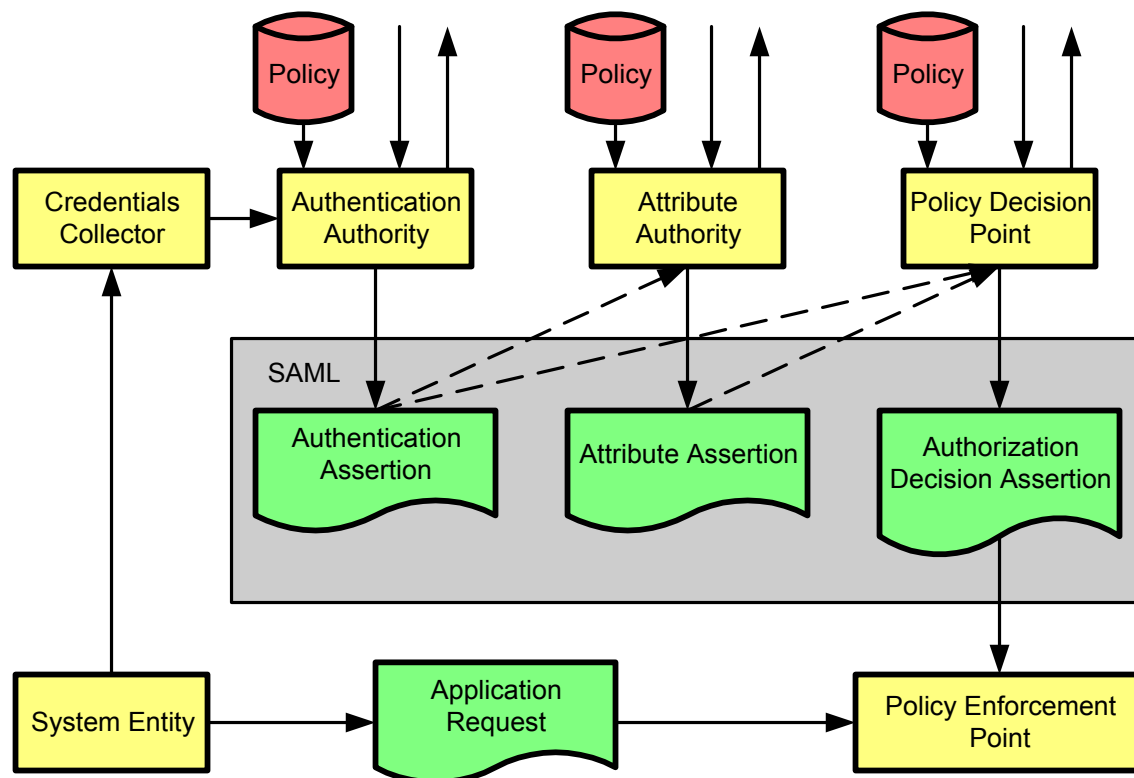 Policy
Policy
Policy
Credentials
Collector
Authentication
Authority
Attribute
Authority
Policy Decision
Point
SAML
Authentication
Assertion
Attribute Assertion
Authorization
Decision Assertion
System Entity
Application
Request
Policy Enforcement
Point